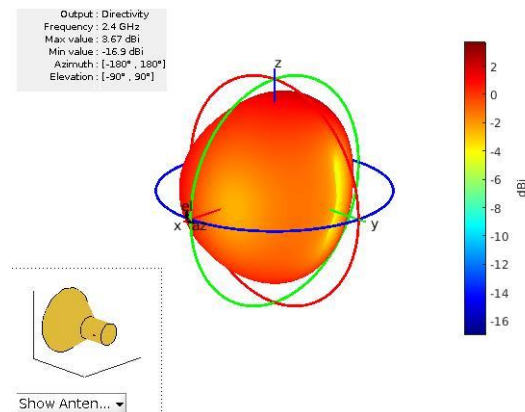 Output : Directivity
Frequency : 2.4 GHz
Max value : 3.67 dBi
Min value : -16.9 dBi
Azimuth : [-180° , 180°]
Elevation : [-90° , 90°]
z
el
x az
y
2
0
-2
-4
-6
-8
-10
-12
-14
-16
dBi
Show Anten...